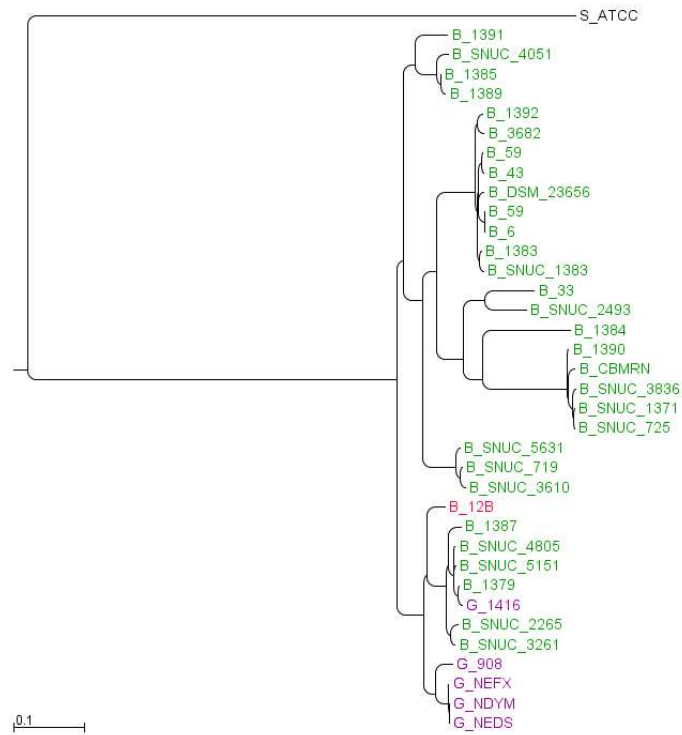 S_ATCC
B_1391
B_SNUC_4051
B_1385
B_1389
B_1392
B_3682
B_59
B_43
B_DSM_23656
B_59
B_6
B_1383
B_SNUC_1383
B_33
B_SNUC_2493
B_1384
B_1390
B_CBMRN
B_SNUC_3836
B_SNUC_1371
B_SNUC_725
B_SNUC_5631
B_SNUC_719
B_SNUC_3610
B_12B
B_1387
B_SNUC_4805
B_SNUC_5151
B_1379
G_1416
B_SNUC_2265
B_SNUC_3261
G_908
G_NEFX
G_NDYM
G_NEDS
0.1